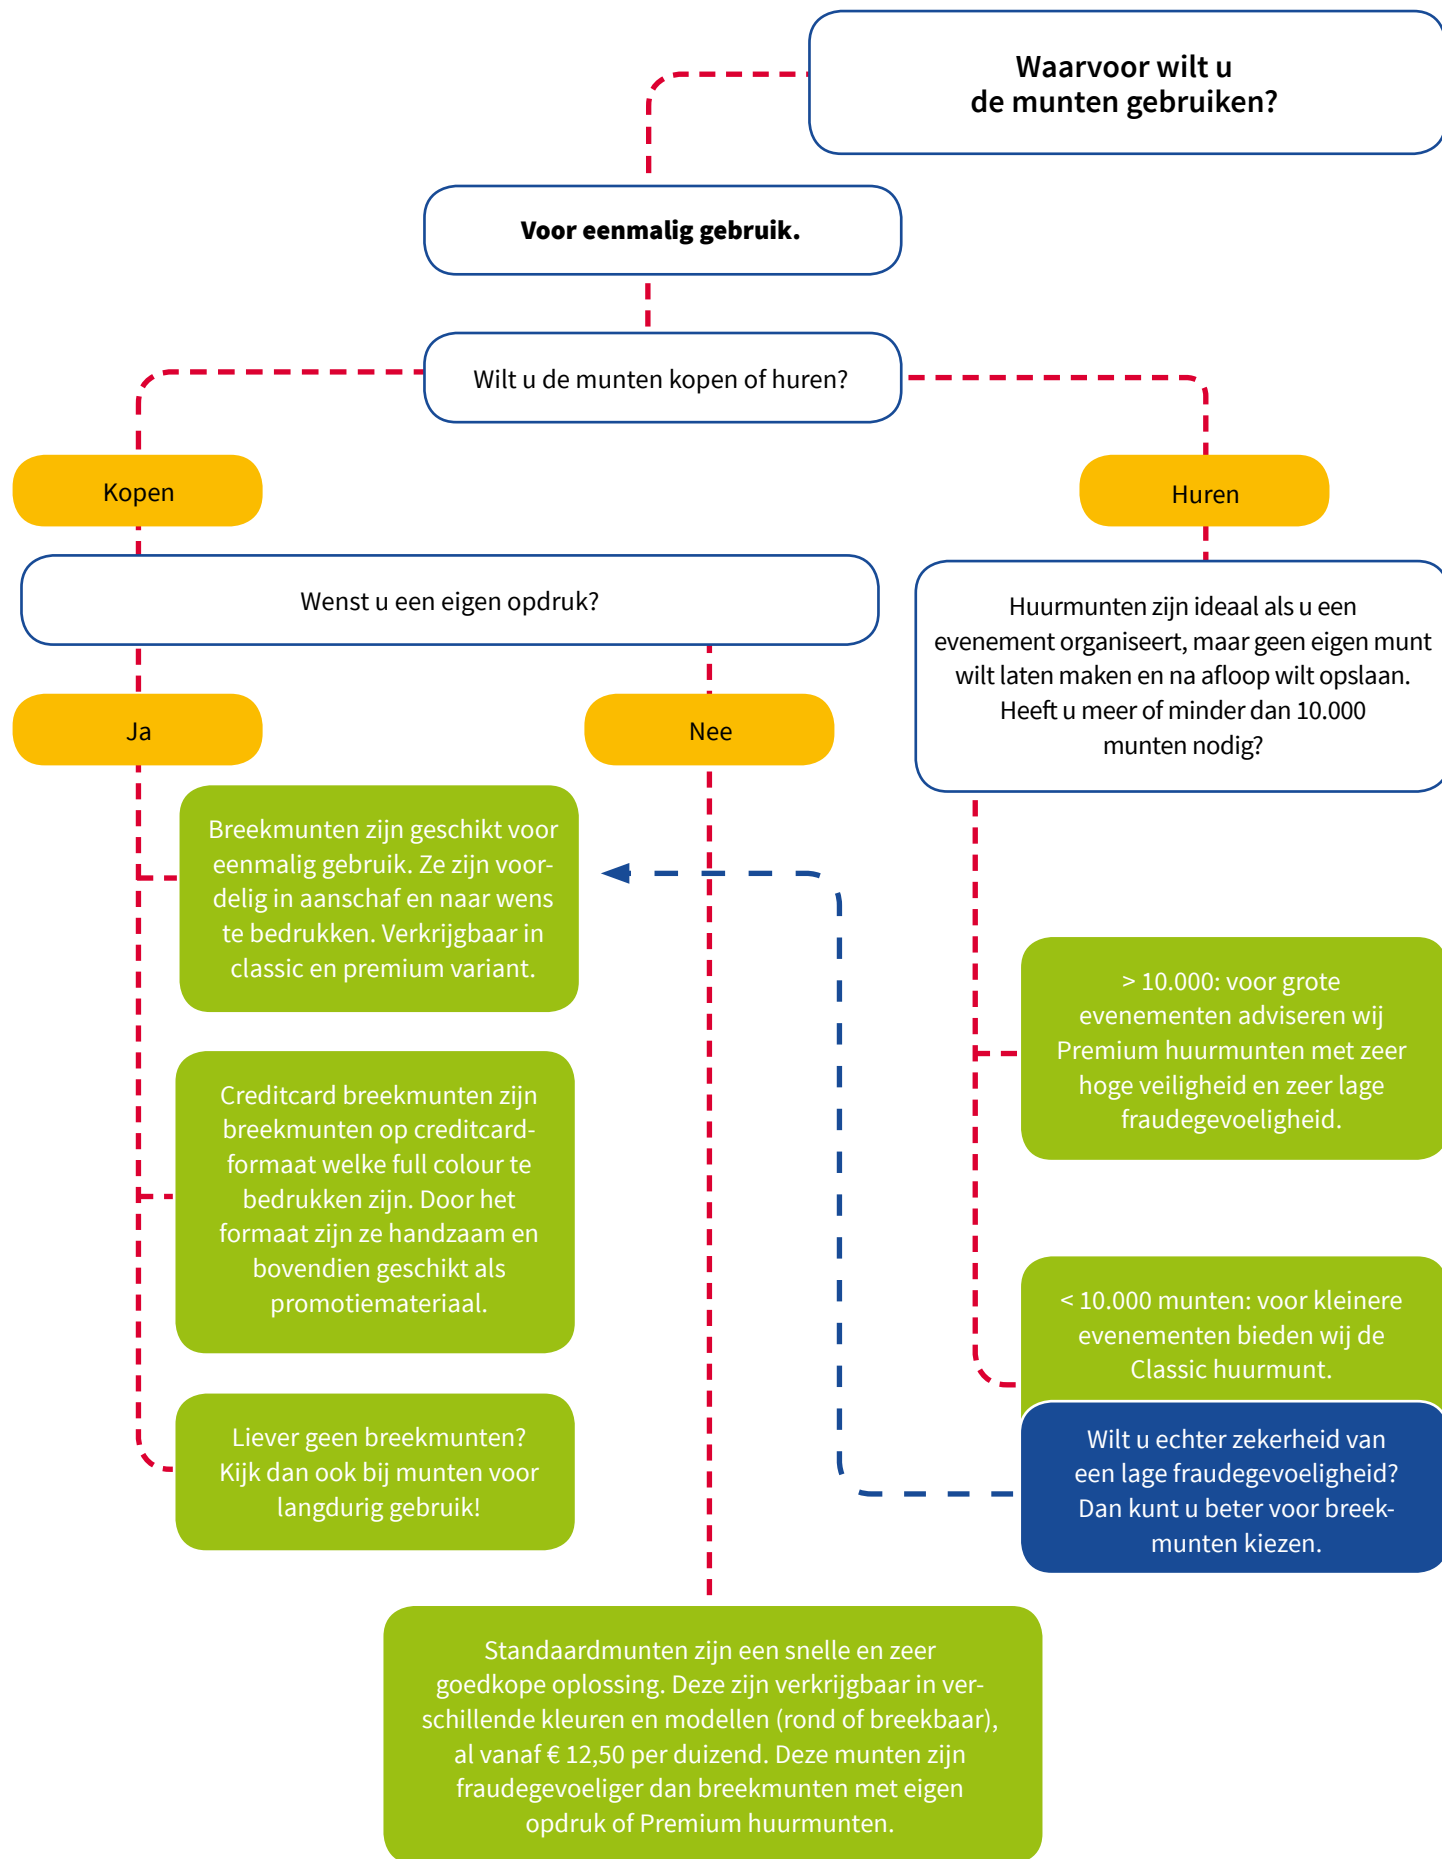 Waarvoor wilt u
de munten gebruiken?
Voor eenmalig gebruik.
Wilt u de munten kopen of huren?
Kopen
Huren
Wenst u een eigen opdruk?
Huurmunten zijn ideaal als u een
evenement organiseert, maar geen eigen munt
wilt laten maken en na afloop wilt opslaan.
Heeft u meer of minder dan 10.000
munten nodig?
Ja
Nee
Breekmunten zijn geschikt voor
eenmalig gebruik. Ze zijn voor-
delig in aanschaf en naar wens
te bedrukken. Verkrijgbaar in
classic en premium variant.
> 10.000: voor grote
evenementen adviseren wij
Premium huurmunten met zeer
hoge veiligheid en zeer lage
fraudegevoeligheid.
Creditcard breekmunten zijn
breekmunten op creditcard-
formaat welke full colour te
bedrukken zijn. Door het
formaat zijn ze handzaam en
bovendien geschikt als
promotiemateriaal.
< 10.000 munten: voor kleinere
evenementen bieden wij de
Classic huurmunt.
Liever geen breekmunten?
Kijk dan ook bij munten voor
langdurig gebruik!
Wilt u echter zekerheid van
een lage fraudegevoeligheid?
Dan kunt u beter voor breek-
munten kiezen.
Standaardmunten zijn een snelle en zeer
goedkope oplossing. Deze zijn verkrijgbaar in ver-
schillende kleuren en modellen (rond of breekbaar),
al vanaf € 12,50 per duizend. Deze munten zijn
fraudegevoeliger dan breekmunten met eigen
opdruk of Premium huurmunten.